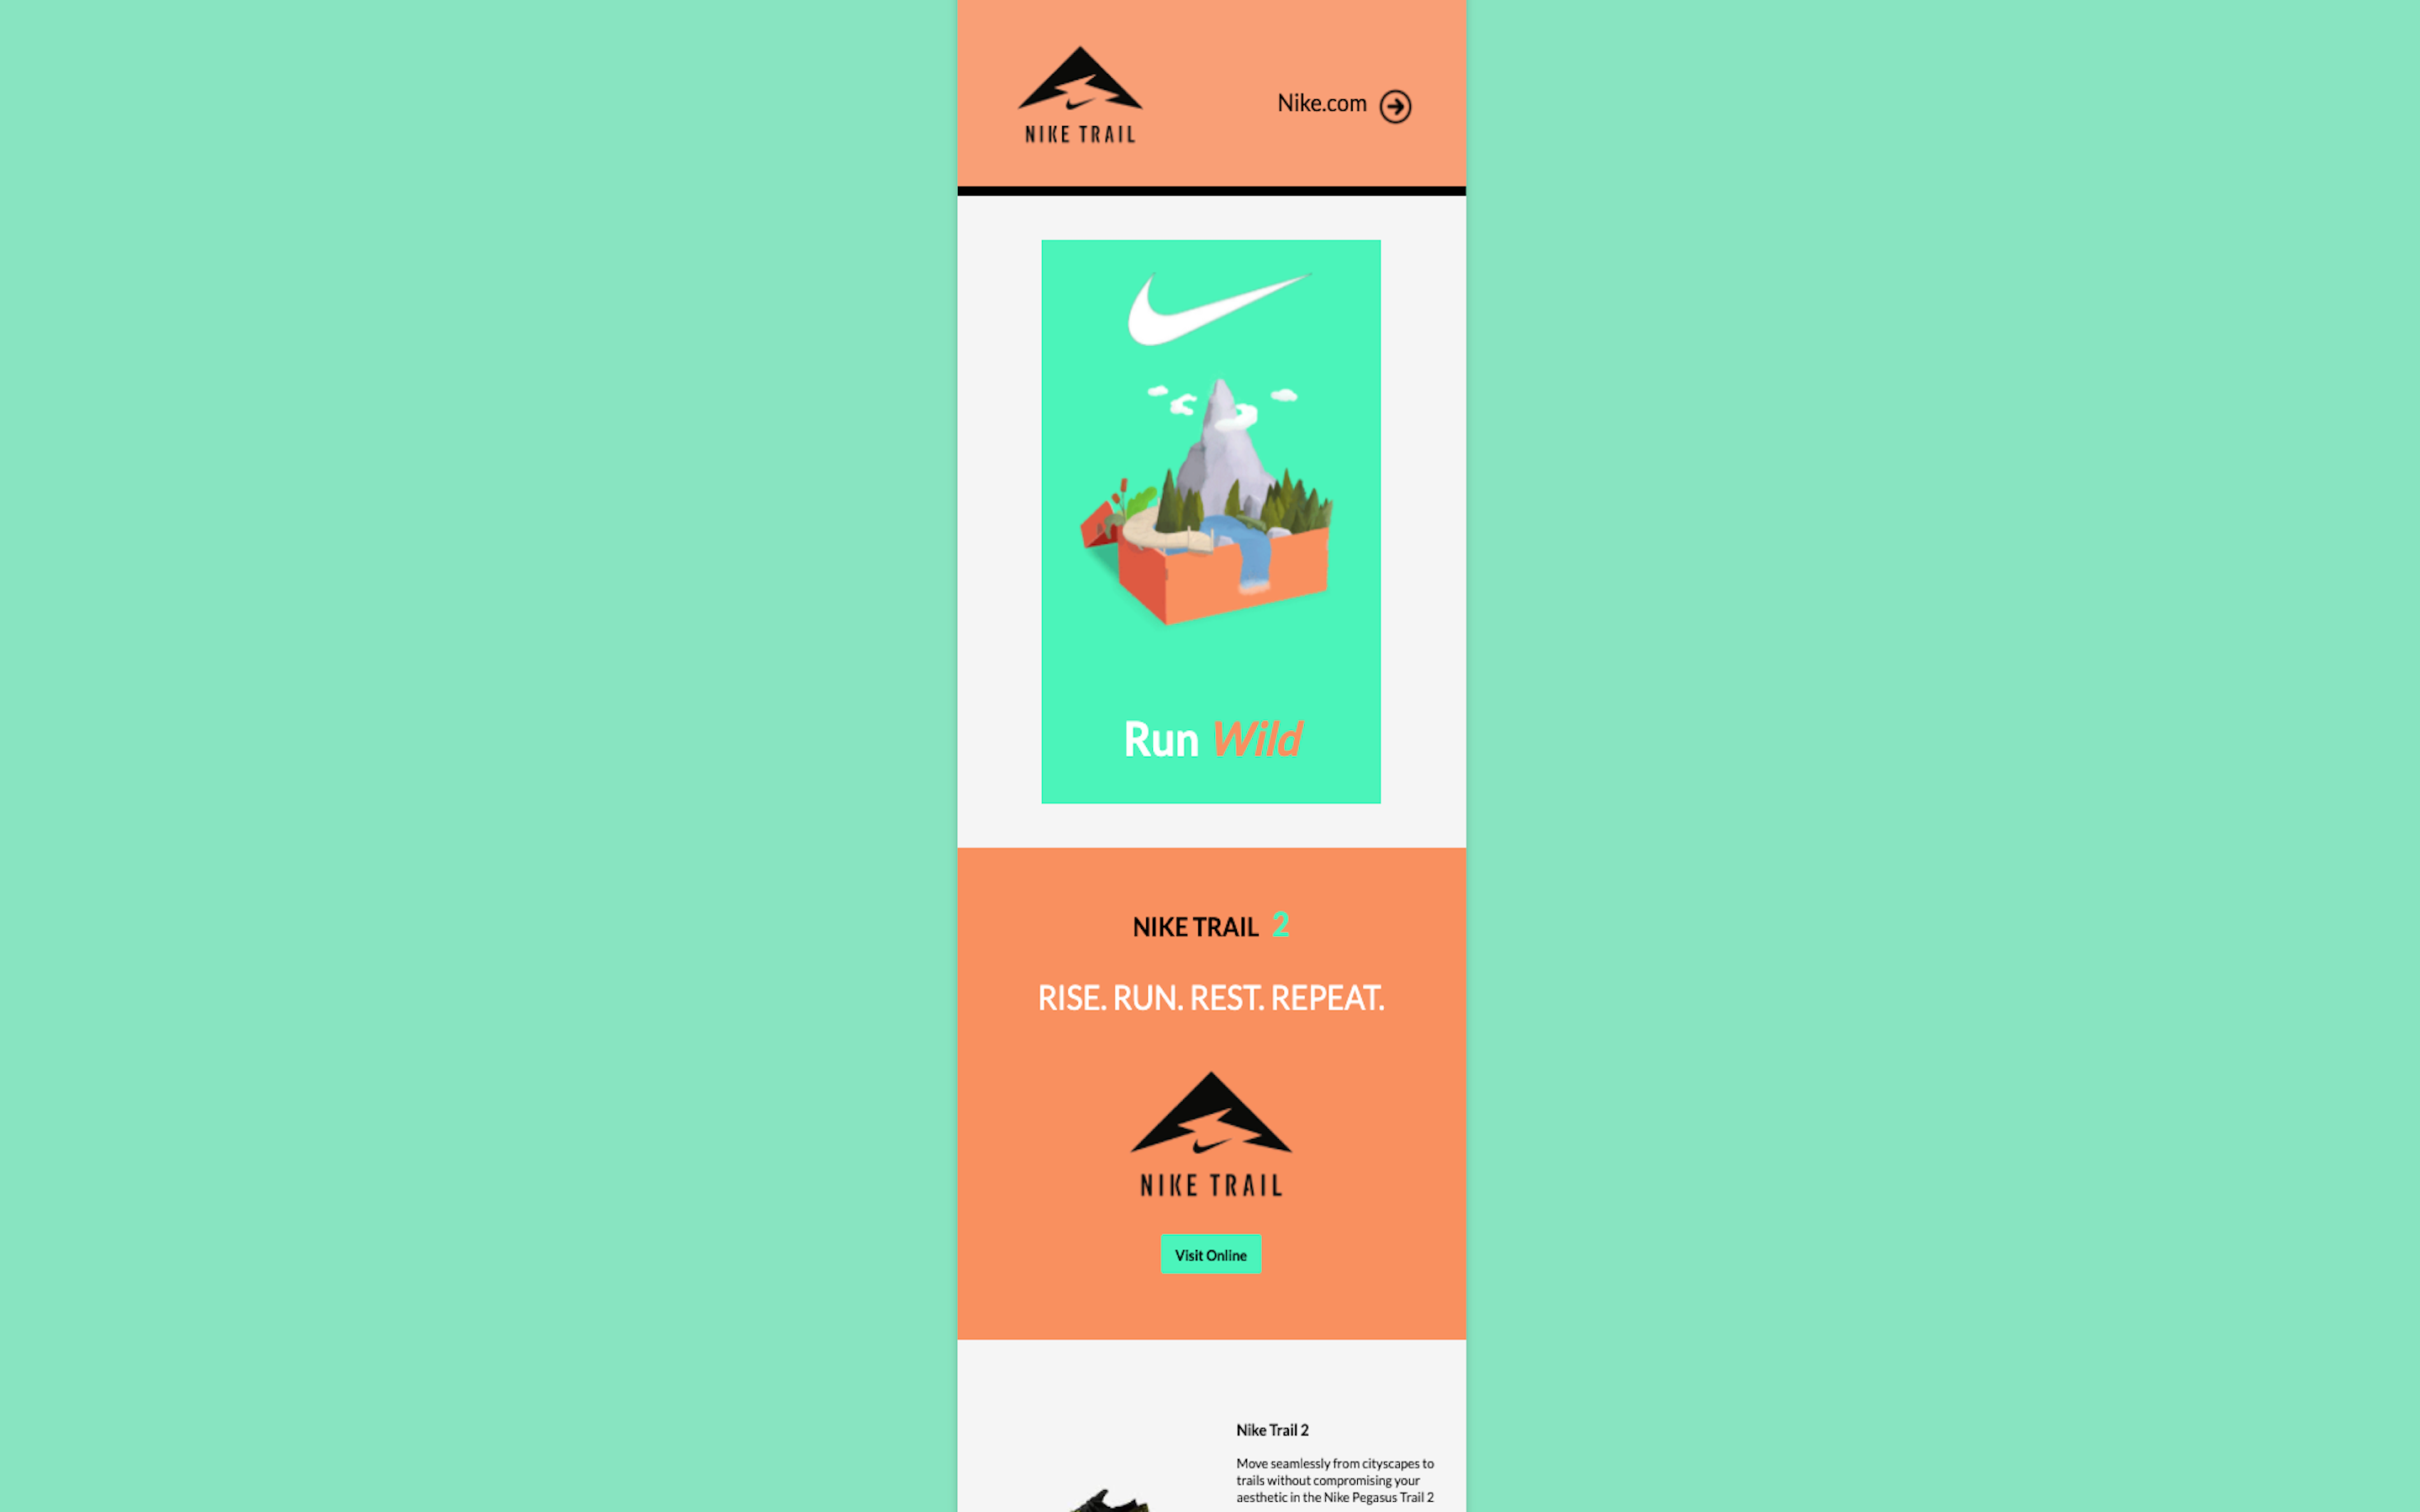 NIKE TRAIL
Nike.com
Run Wild
NIKE TRAIL 2
RISE. RUN. REST. REPEAT.
NIKE TRAIL
Visit Online
Nike Trail 2
Move seamlessly from cityscapes to
trails without compromising your
aesthetic in the Nike Pegasus Trail 2